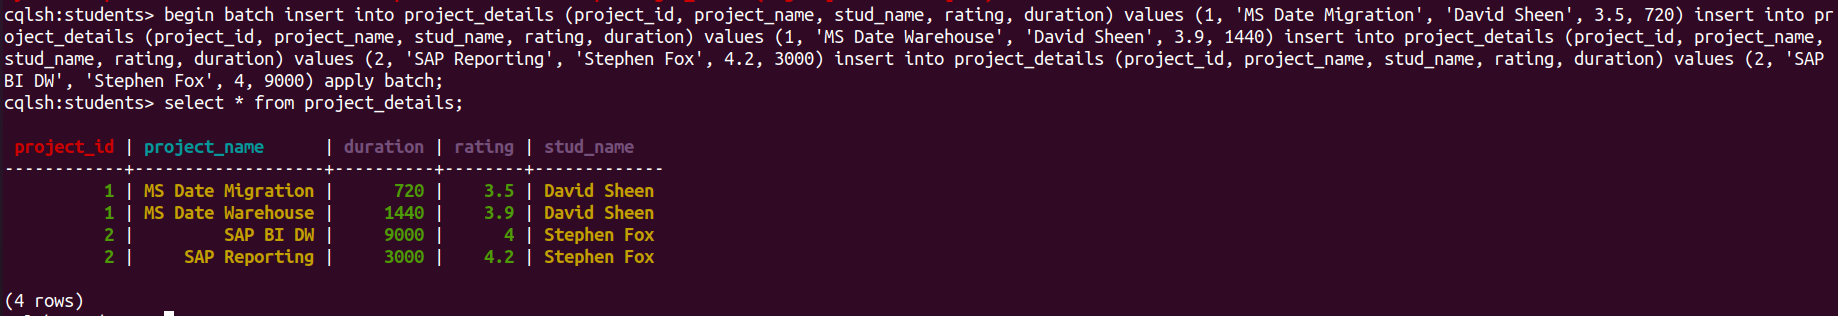 cqlsh:students> begin batch insert into project_details (project_id, project_name, stud_name, rating, duration) values (1, 'MS Date Migration', 'David Sheen', 3.5, 720) insert into pr
oject_details (project_id, project_name, stud_name, rating, duration) values (1, 'MS Date Warehouse', 'David Sheen', 3.9, 1440) insert into project_details (project_id, project_name,
stud_name, rating, duration) values (2, 'SAP Reporting', 'Stephen Fox', 4.2, 3000) insert into project_details (project_id, project_name, stud_name, rating, duration) values (2, 'SAP
BI DW', 'Stephen Fox', 4, 9000) apply batch;
cqlsh:students> select * from project_details;
project_id | project_name | duration | rating | stud_name
------------+-------------------+----------+--------+-------------
1 | MS Date Migration | 720 | 3.5 | David Sheen
1 | MS Date Warehouse | 1440 | 3.9 | David Sheen
2 | SAP BI DW | 9000 | 4 | Stephen Fox
2 | SAP Reporting | 3000 | 4.2 | Stephen Fox
(4 rows)